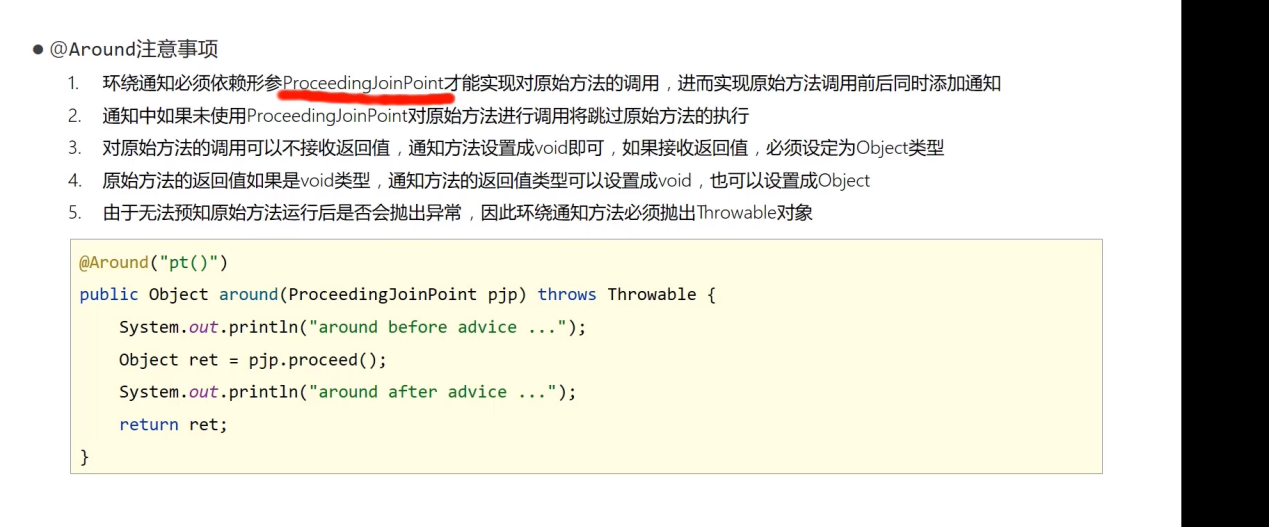 ● @Around注意事项
1. 环绕通知必须依赖形参ProceedingJoinPoint才能实现对原始方法的调用，进而实现原始方法调用前后同时添加通知
2. 通知中如果未使用ProceedingJoinPoint对原始方法进行调用将跳过原始方法的执行
3. 对原始方法的调用可以不接收返回值，通知方法设置成void即可，如果接收返回值，必须设定为Object类型
4. 原始方法的返回值如果是void类型，通知方法的返回值类型可以设置成void，也可以设置成Object
5. 由于无法预知原始方法运行后是否会抛出异常，因此环绕通知方法必须抛出Throwable对象
@Around("pt()")
public Object around(ProceedingJoinPoint pjp) throws Throwable {
    System.out.println("around before advice ...");
    Object ret = pjp.proceed();
    System.out.println("around after advice ...");
    return ret;
}